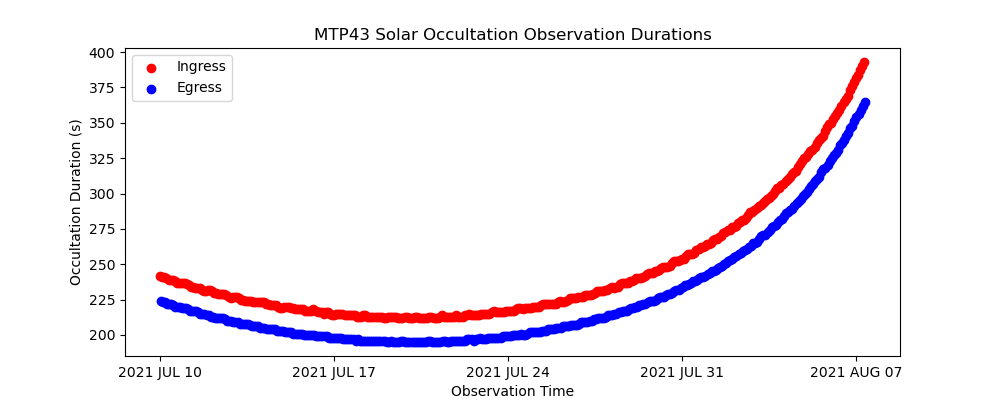 MTP43 Solar Occultation Observation Durations
Ingress
Egress
Occultation Duration (s)
400
375
350
325
300
275
250
225
200
2021 JUL 10
2021 JUL 17
2021 JUL 24
2021 JUL 31
2021 AUG 07
Observation Time